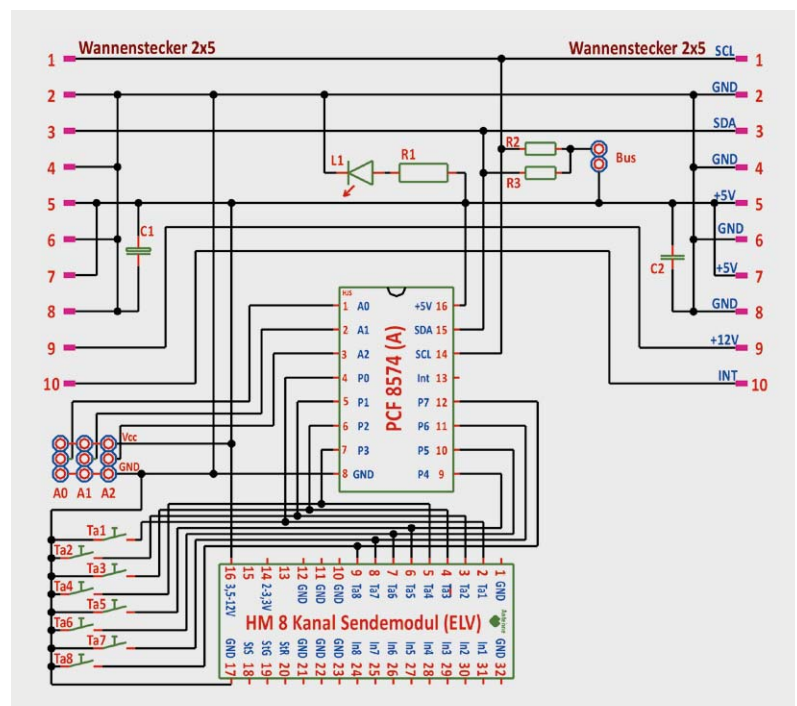 Wannenstecker 2x5
Wannenstecker 2x5
SCL
1
1
GND
2
2
SDA
3
3
R2
Bus
L1
R1
R3
GND
4
4
+5V
5
5
C1
GND
6
6
C2
+5V
7
7
GND
8
8
+12V
9
9
INT
10
10
HJS
PCF 8574 (A)
1 A0 +5V 16
2 A1 SDA 15
3 A2 SCL 14
4 P0 Int 13
5 P1 P7 12
6 P2 P6 11
7 P3 P5 10
8 GND P4 9
Vcc
GND
A0 A1 A2
Ta1
Ta2
Ta3
Ta4
Ta5
Ta6
Ta7
Ta8
16 15 14 13 12 11 10 9 8 7 6 5 4 3 2 1
3,5-12V 2-3,3V GND GND GND Ta8 Ta7 Ta6 Ta5 Ta4 Ta3 Ta2 Ta1 GND
HM 8 Kanal Sendemodul (ELV)
GND StS StG StR GND GND GND In8 In7 In6 In5 In4 In3 In2 In1 GND
17 18 19 20 21 22 23 24 25 26 27 28 29 30 31 32